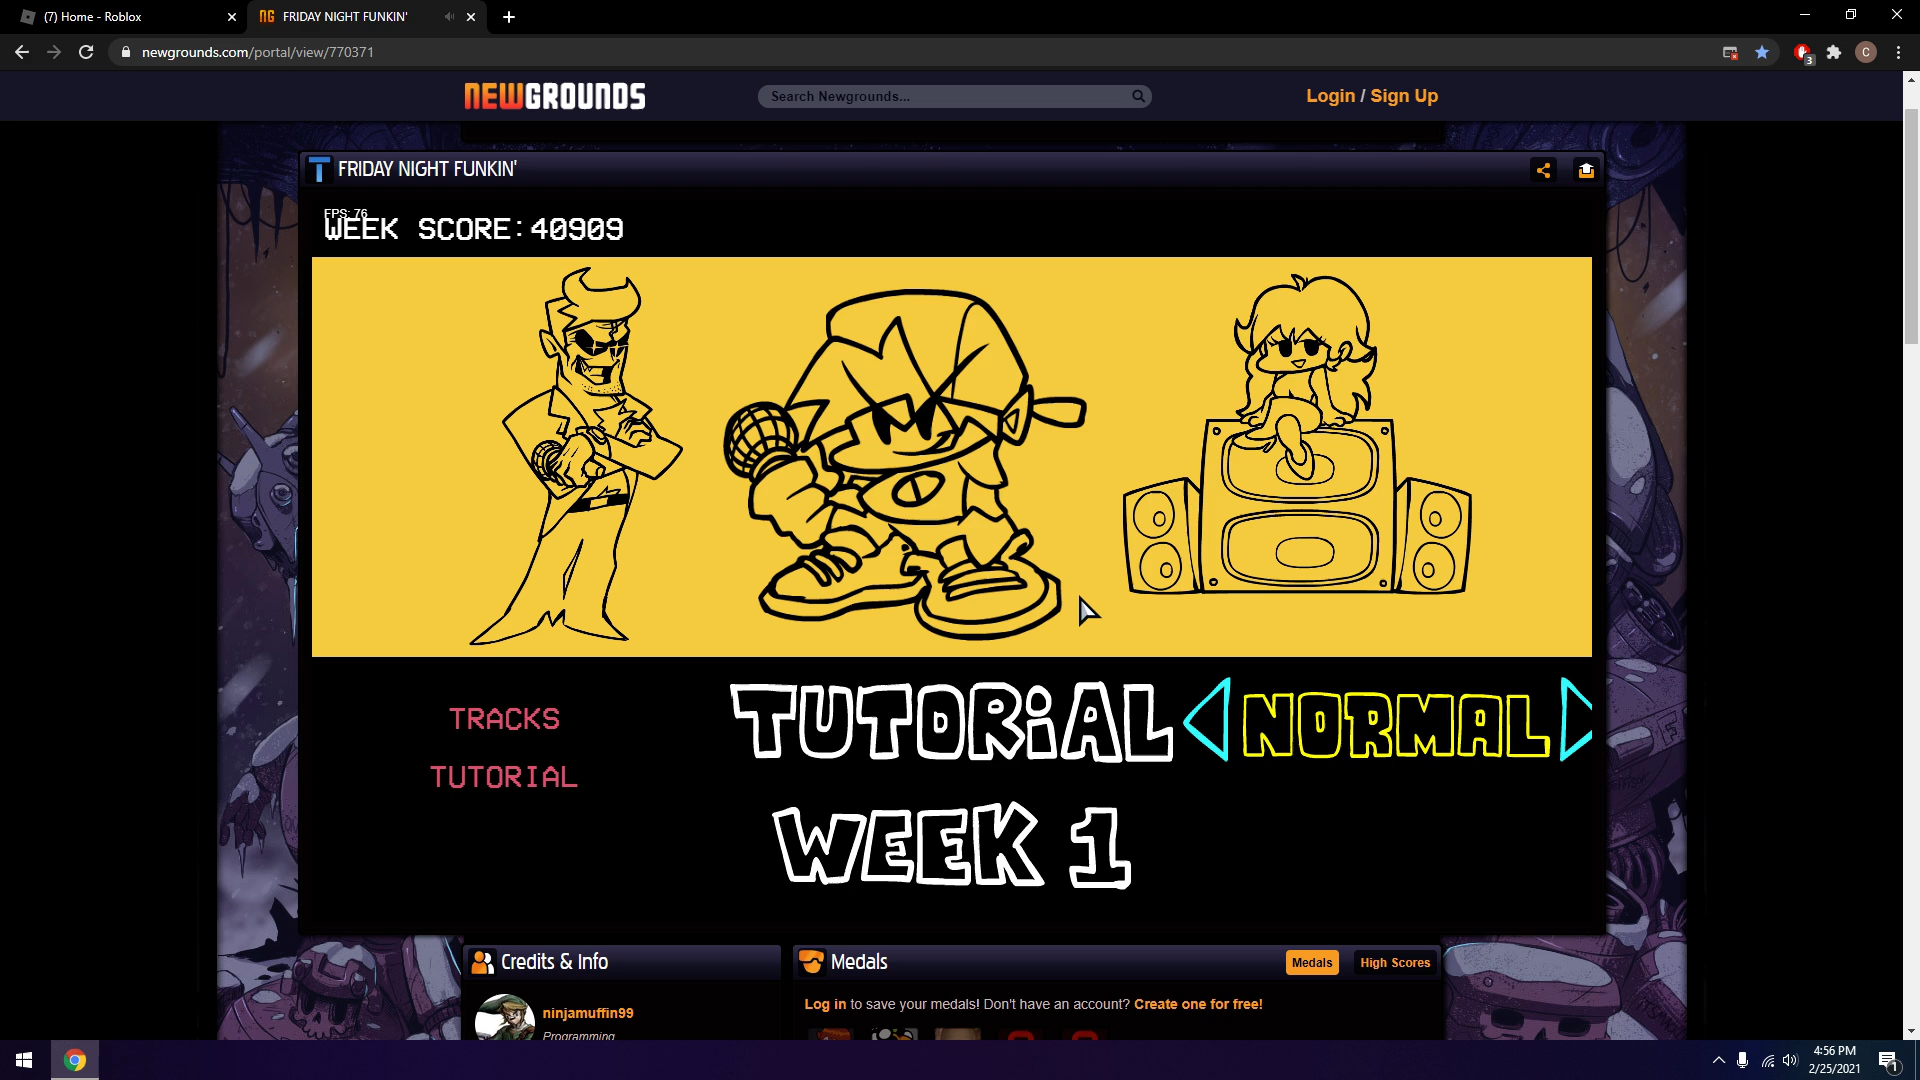 (7) Home - Roblox
NG FRIDAY NIGHT FUNKIN'
newgrounds.com/portal/view/770371
3
C
NEWGROUNDS
Search Newgrounds...
Login / Sign Up
T FRIDAY NIGHT FUNKIN'
FPS: 76
WEEK SCORE:40909
TRACKS
TUTORIAL
TUTORiAL
NORMAL
WEEK 1
Credits & Info
ninjamuffin99
Programming
Medals
Medals
High Scores
Log in to save your medals! Don't have an account? Create one for free!
4:56 PM
2/25/2021
1